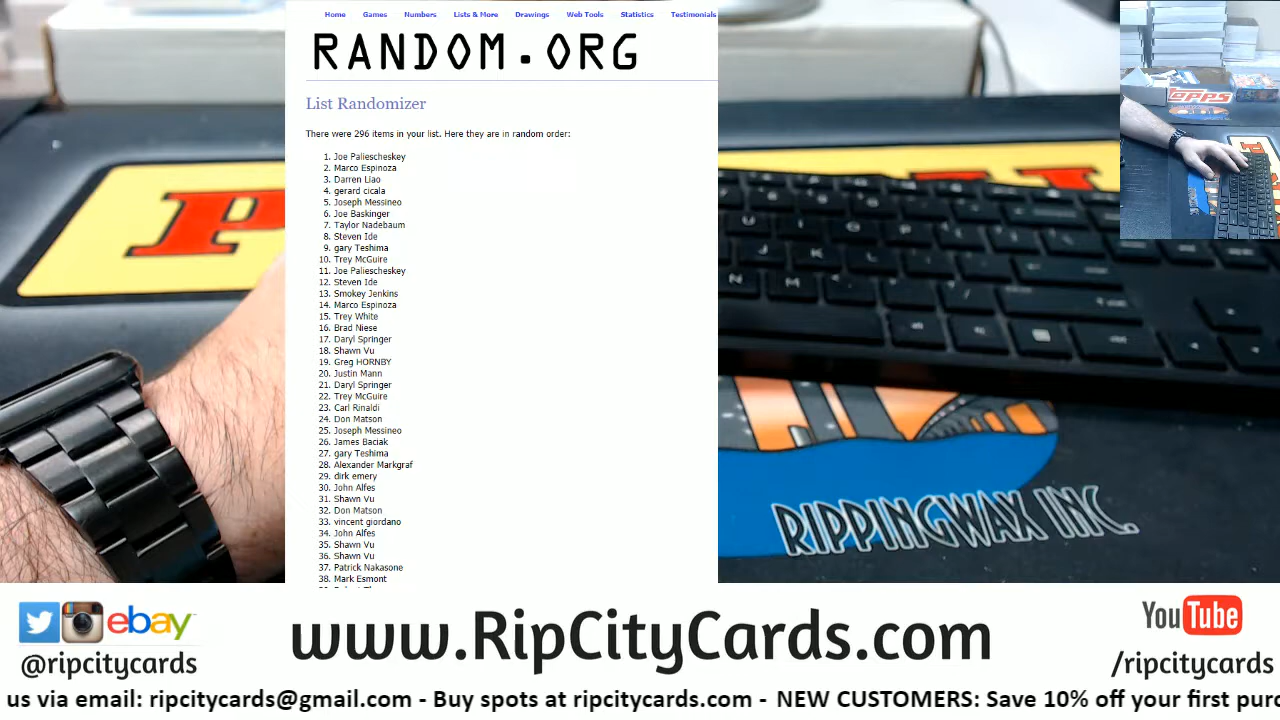 Home Games Numbers Lists & More Drawings Web Tools Statistics Testimonials
RANDOM.ORG
List Randomizer
There were 296 items in your list. Here they are in random order:
1. Joe Paliescheskey
2. Marco Espinoza
3. Darren Liao
4. gerard cicala
5. Joseph Messineo
6. Joe Baskinger
7. Taylor Nadebaum
8. Steven Ide
9. gary Teshima
10. Trey McGuire
11. Joe Paliescheskey
12. Steven Ide
13. Smokey Jenkins
14. Marco Espinoza
15. Trey White
16. Brad Niese
17. Daryl Springer
18. Shawn Vu
19. Greg HORNBY
20. Justin Mann
21. Daryl Springer
22. Trey McGuire
23. Carl Rinaldi
24. Don Matson
25. Joseph Messineo
26. James Baciak
27. gary Teshima
28. Alexander Markgraf
29. dirk emery
30. John Alfes
31. Shawn Vu
32. Don Matson
33. vincent giordano
34. John Alfes
35. Shawn Vu
36. Shawn Vu
37. Patrick Nakasone
38. Mark Esmont
topps
RIPPINGWAX INC.
ebay
@ripcitycards
www.RipCityCards.com
YouTube
/ripcitycards
us via email: ripcitycards@gmail.com - Buy spots at ripcitycards.com - NEW CUSTOMERS: Save 10% off your first